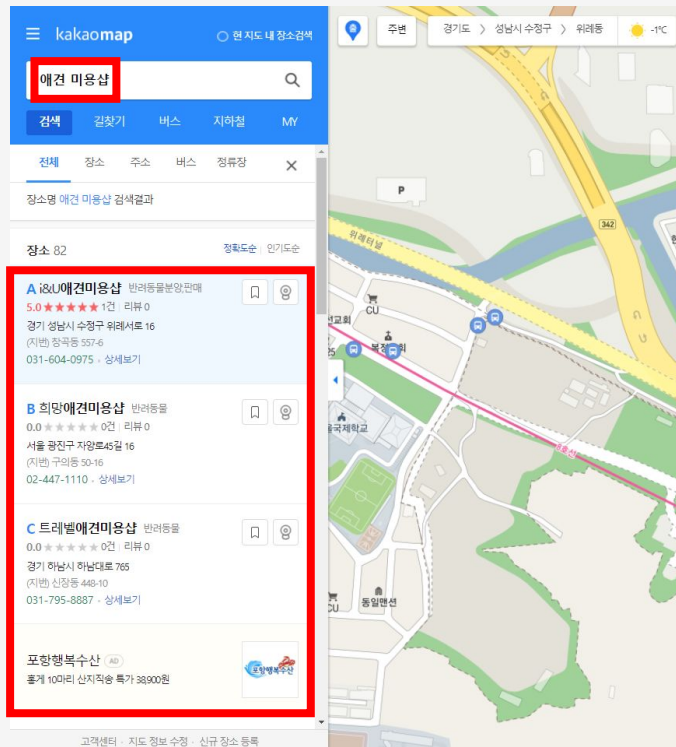 kakaomap
현 지도 내 장소검색
애견 미용샵
검색 길찾기 버스 지하철 MY
전체 장소 주소 버스 정류장
장소명 애견 미용샵 검색결과
장소 82 정확도순 인기도순
A i&U애견미용샵 반려동물분양,판매
5.0 ★★★★★ 1건 리뷰 0
경기 성남시 수정구 위례서로 16
(지번) 창곡동 557-6
031-604-0975 · 상세보기
B 희망애견미용샵 반려동물
0.0 ★★★★★ 0건 리뷰 0
서울 광진구 자양로45길 16
(지번) 구의동 50-16
02-447-1110 · 상세보기
C 트레벨애견미용샵 반려동물
0.0 ★★★★★ 0건 리뷰 0
경기 하남시 하남대로 765
(지번) 신장동 448-10
031-795-8887 · 상세보기
포항행복수산 AD
홍게 10마리 산지직송 특가 38,900원
포항행복수산
고객센터 · 지도 정보 수정 · 신규 장소 등록
출
주변
경기도 > 성남시 수정구 > 위례동
-1℃
P
342
위례터널
CU
선교회
25
국제학교
8호선
CU
동일맨션